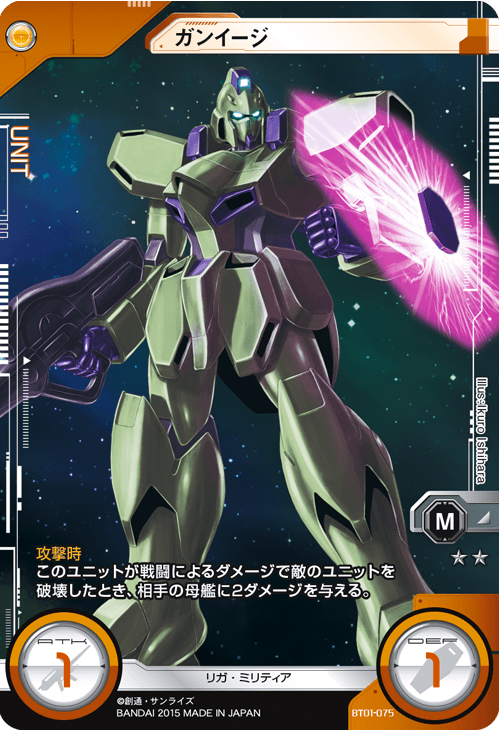 ガンイージ
UNIT
Illus:Ikuro Ishihara
M
攻撃時
このユニットが戦闘によるダメージで敵のユニットを
破壊したとき、相手の母艦に2ダメージを与える。
ATK
1
DEF
1
リガ・ミリティア
©創通・サンライズ
BANDAI 2015 MADE IN JAPAN
BT01-075